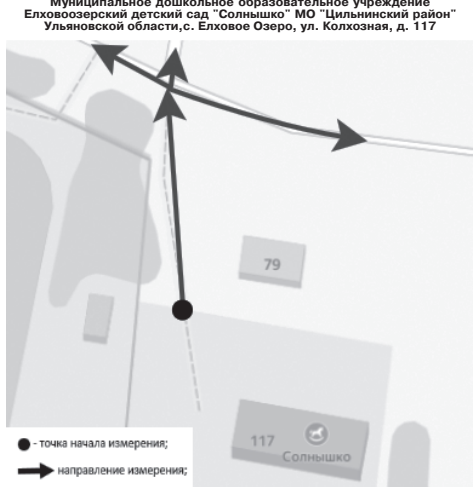 Муниципальное дошкольное образовательное учреждение
Елховоозерский детский сад "Солнышко" МО "Цильнинский район"
Ульяновской области,с. Елховое Озеро, ул. Колхозная, д. 117
79
117
Солнышко
- точка начала измерения;
- направление измерения;